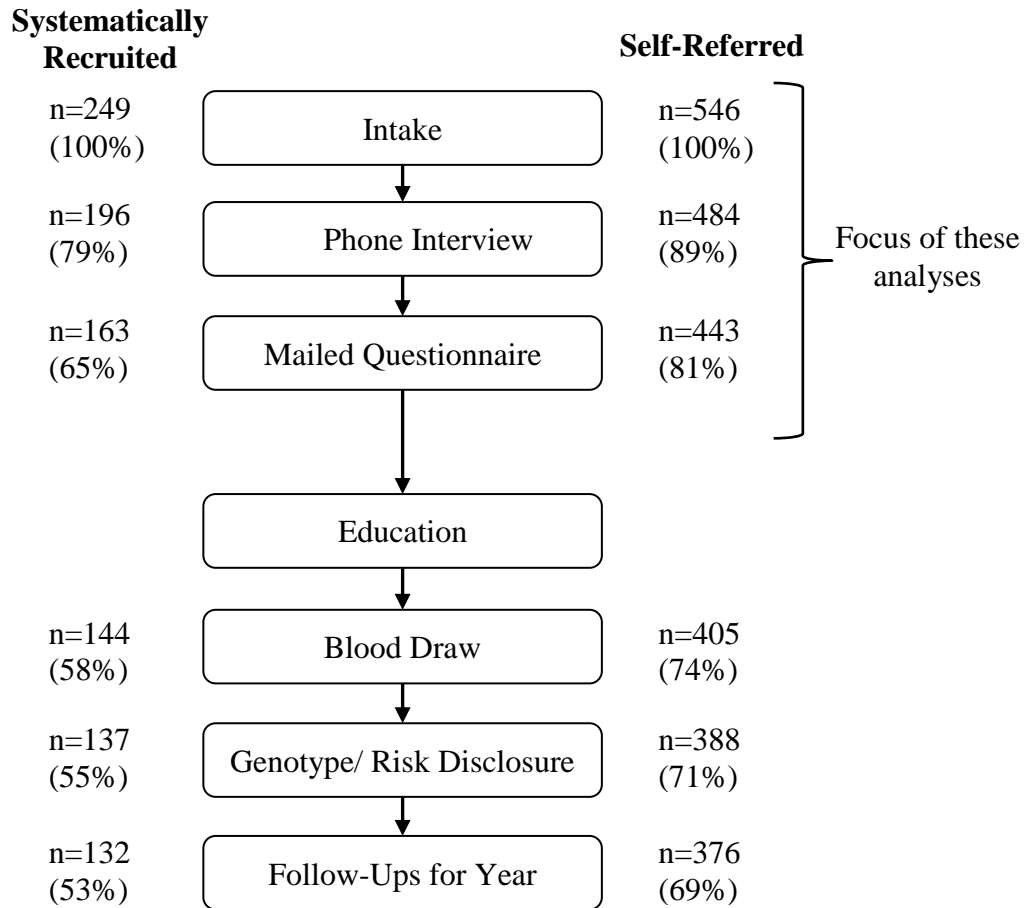 Systematically
Recruited
Self-Referred
n=249
(100%)
Intake
n=546
(100%)
n=196
(79%)
Phone Interview
n=484
(89%)
Focus of these
analyses
n=163
(65%)
Mailed Questionnaire
n=443
(81%)
Education
n=144
(58%)
Blood Draw
n=405
(74%)
n=137
(55%)
Genotype/ Risk Disclosure
n=388
(71%)
n=132
(53%)
Follow-Ups for Year
n=376
(69%)